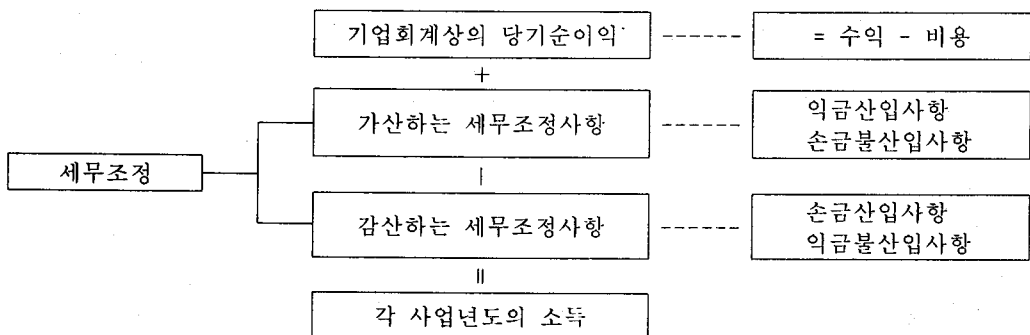 기업회계상의 당기순이익
= 수익 - 비용
+
가산하는 세무조정사항
익금산입사항
손금불산입사항
세무조정
-
감산하는 세무조정사항
손금산입사항
익금불산입사항
=
각 사업년도의 소득